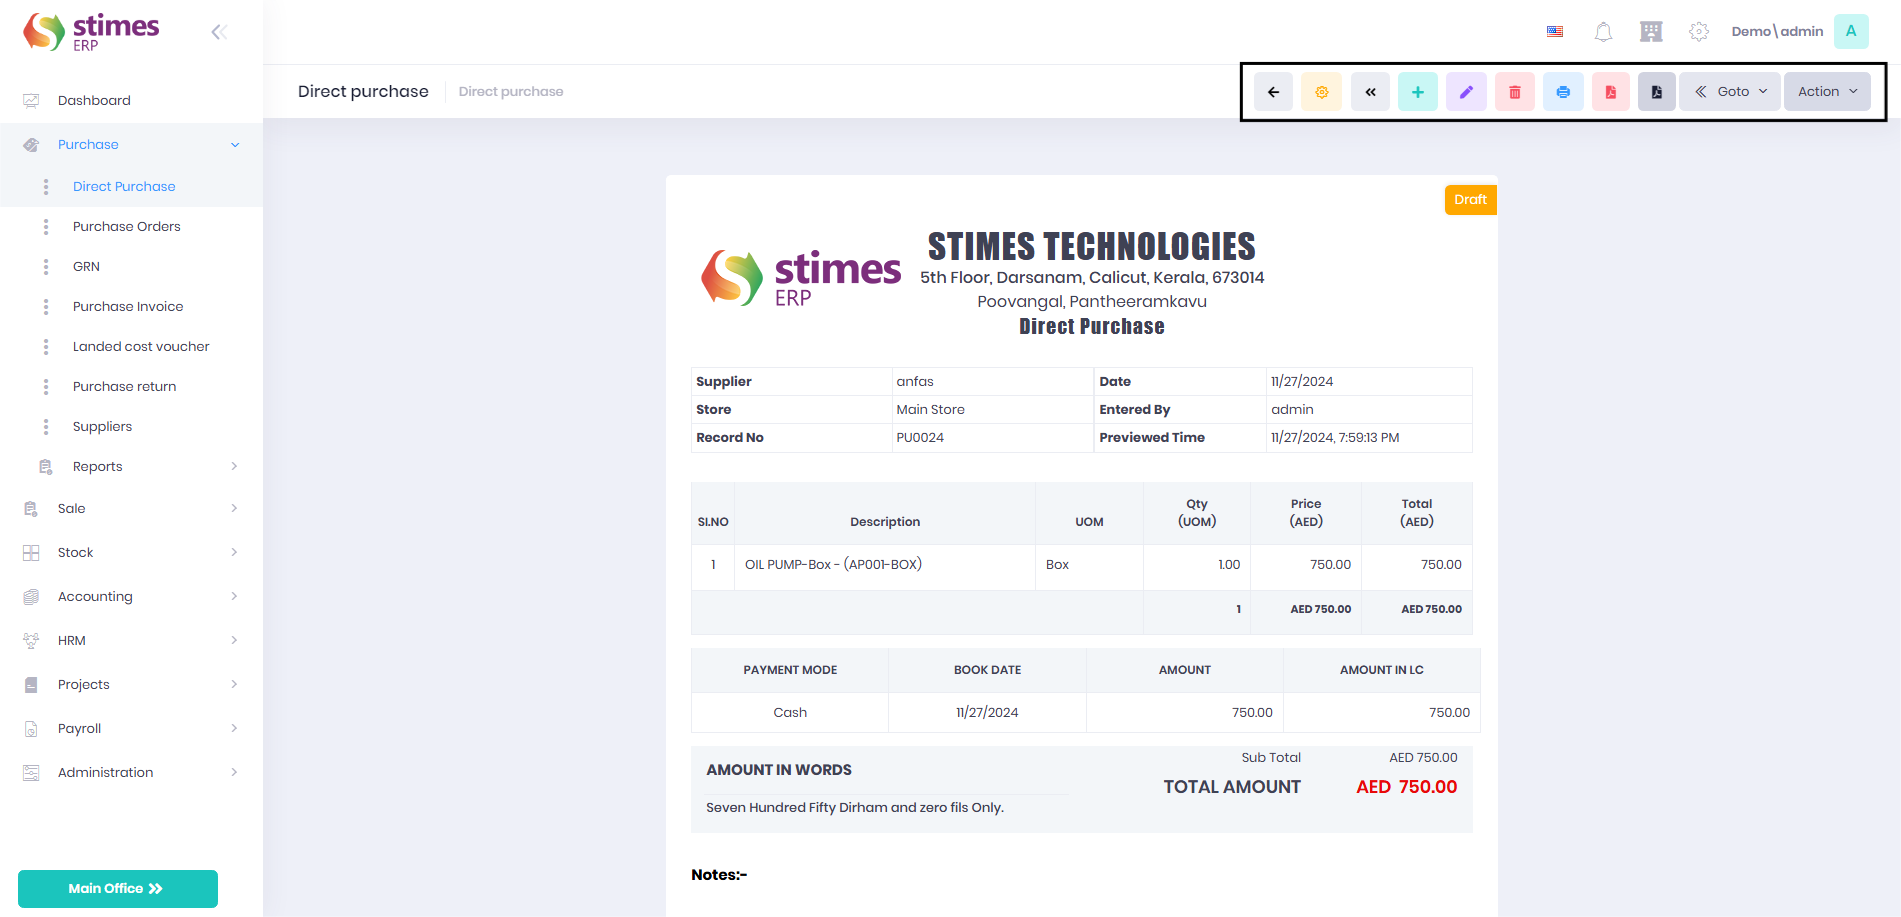 stimes
ERP
Demo\admin
A
Direct purchase
Direct purchase
Goto
Action
Dashboard
Purchase
Direct Purchase
Purchase Orders
GRN
Purchase Invoice
Landed cost voucher
Purchase return
Suppliers
Reports
Sale
Stock
Accounting
HRM
Projects
Payroll
Administration
Main Office
Draft
stimes
ERP
STIMES TECHNOLOGIES
5th Floor, Darsanam, Calicut, Kerala, 673014
Poovangal, Pantheeramkavu
Direct Purchase
Supplier anfas Date 11/27/2024
Store Main Store Entered By admin
Record No PU0024 Previewed Time 11/27/2024, 7:59:13 PM
SI.NO Description UOM Qty (UOM) Price (AED) Total (AED)
1 OIL PUMP-Box - (AP001-BOX) Box 1.00 750.00 750.00
1 AED 750.00 AED 750.00
PAYMENT MODE BOOK DATE AMOUNT AMOUNT IN LC
Cash 11/27/2024 750.00 750.00
Sub Total AED 750.00
AMOUNT IN WORDS
TOTAL AMOUNT AED 750.00
Seven Hundred Fifty Dirham and zero fils Only.
Notes:-